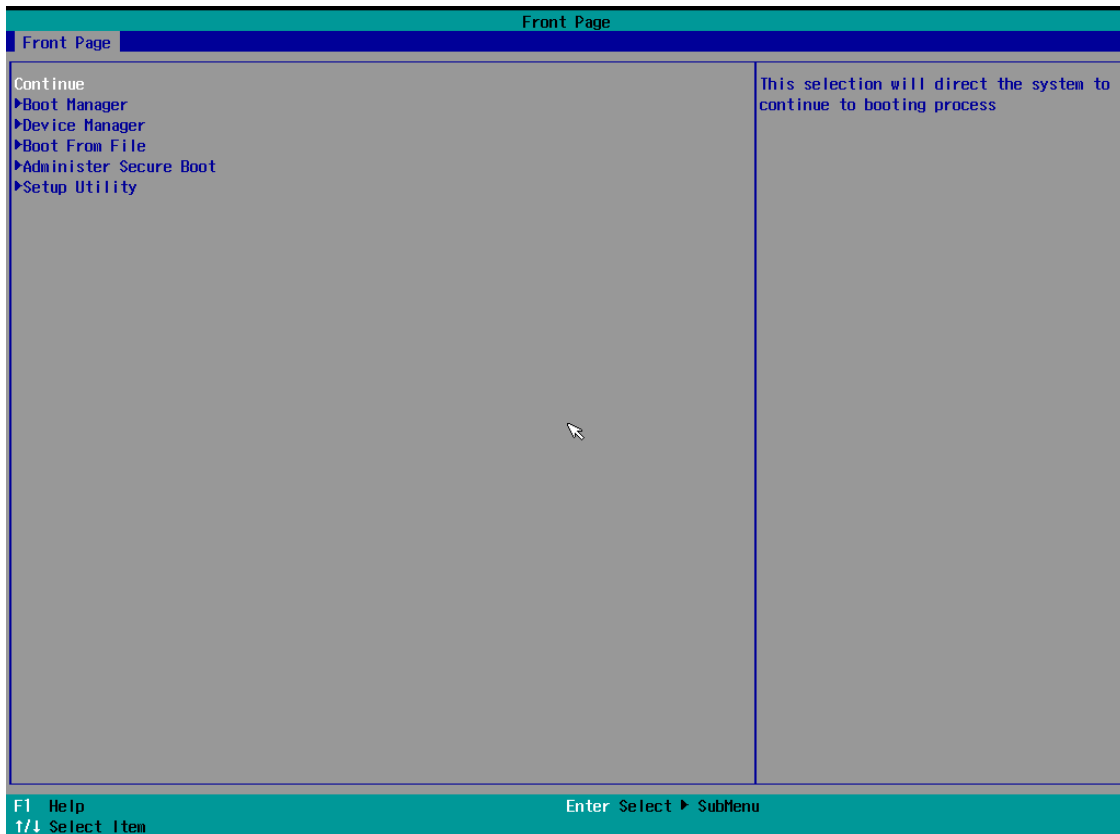 Front Page
Front Page
Continue
▶Boot Manager
▶Device Manager
▶Boot From File
▶Administer Secure Boot
▶Setup Utility
This selection will direct the system to
continue to booting process
F1 Help
Enter Select ▶ SubMenu
↑/↓ Select Item